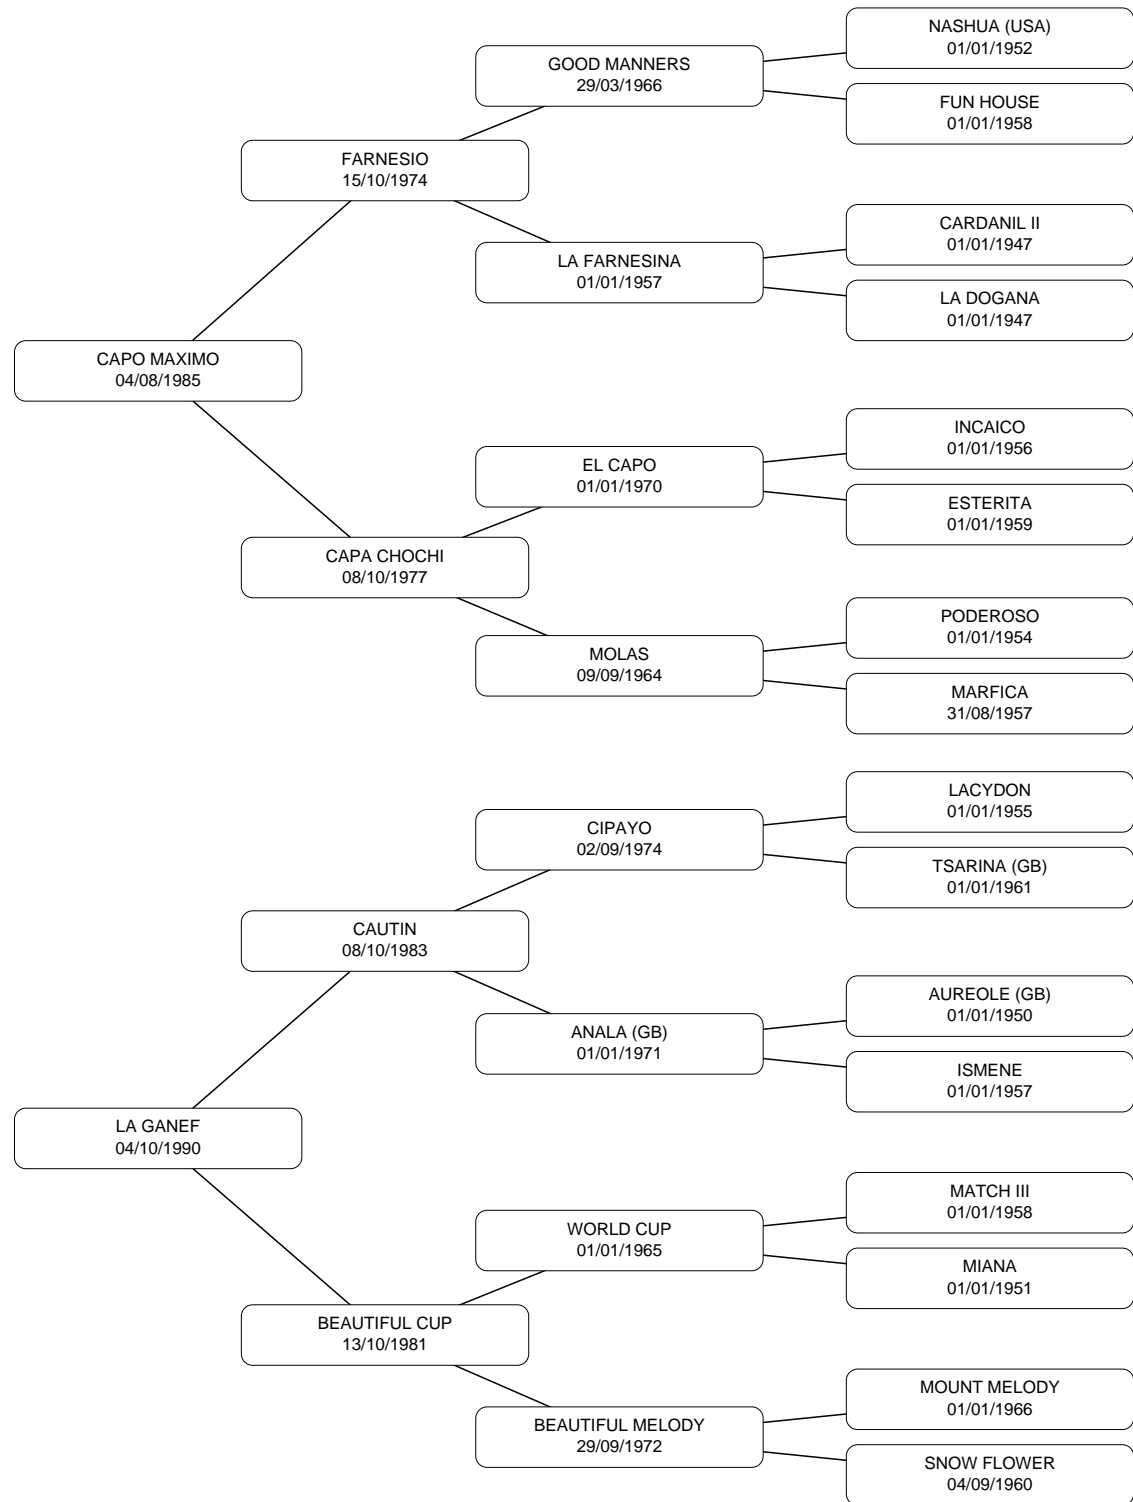 NASHUA (USA)
01/01/1952
GOOD MANNERS
29/03/1966
FUN HOUSE
01/01/1958
FARNESIO
15/10/1974
CARDANIL II
01/01/1947
LA FARNESINA
01/01/1957
LA DOGANA
01/01/1947
CAPO MAXIMO
04/08/1985
INCAICO
01/01/1956
EL CAPO
01/01/1970
ESTERITA
01/01/1959
CAPA CHOCHI
08/10/1977
PODEROSO
01/01/1954
MOLAS
09/09/1964
MARFICA
31/08/1957
LACYDON
01/01/1955
CIPAYO
02/09/1974
TSARINA (GB)
01/01/1961
CAUTIN
08/10/1983
AUREOLE (GB)
01/01/1950
ANALA (GB)
01/01/1971
ISMENE
01/01/1957
LA GANEF
04/10/1990
MATCH III
01/01/1958
WORLD CUP
01/01/1965
MIANA
01/01/1951
BEAUTIFUL CUP
13/10/1981
MOUNT MELODY
01/01/1966
BEAUTIFUL MELODY
29/09/1972
SNOW FLOWER
04/09/1960